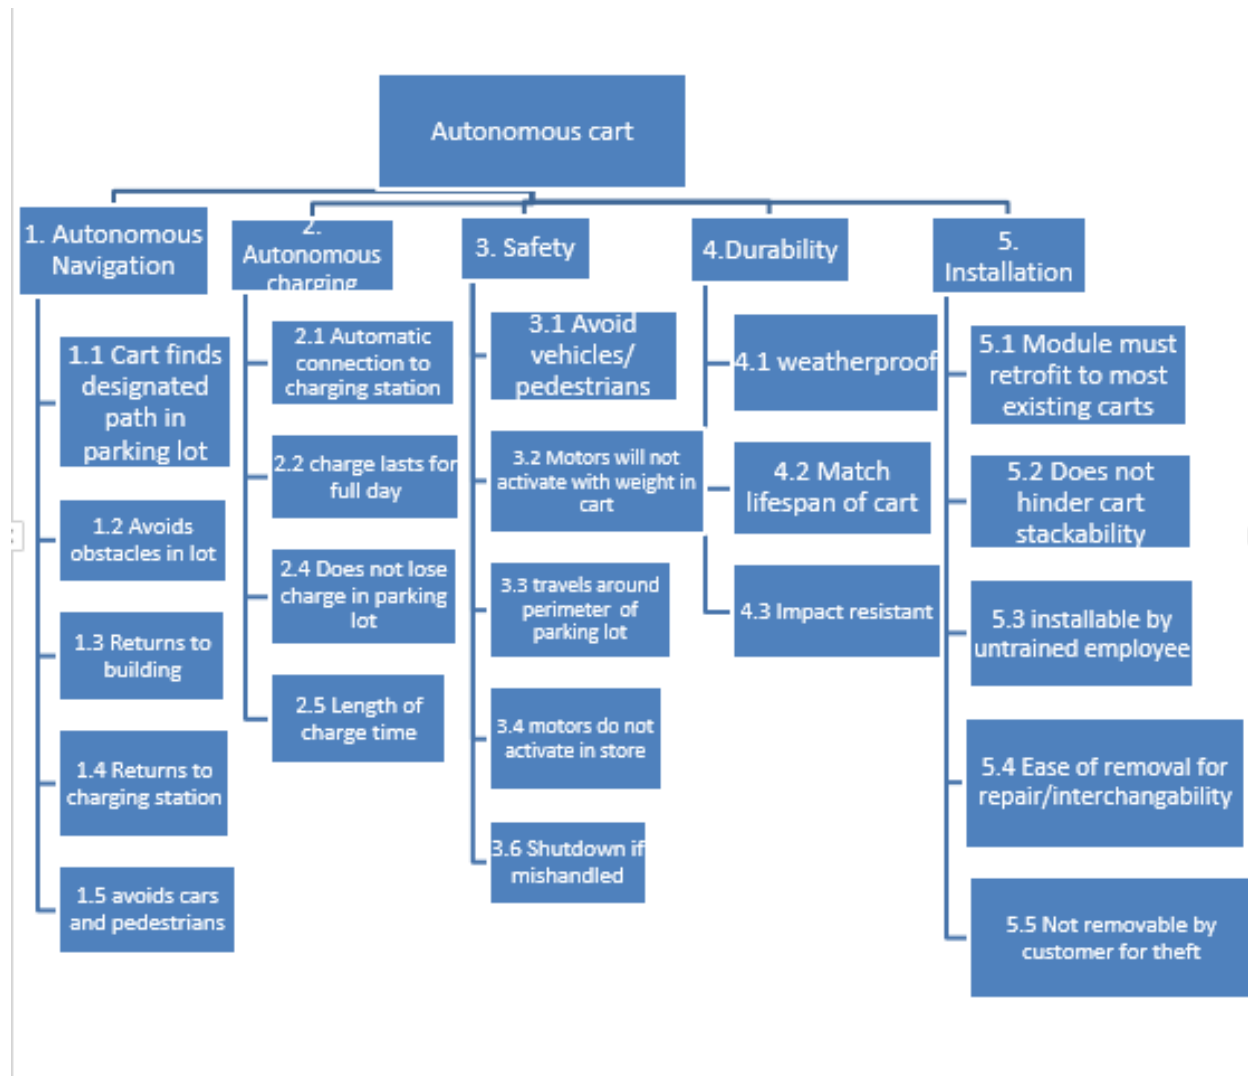 Autonomous cart
1. Autonomous
Navigation
1.1 Cart finds
designated
path in
parking lot
1.2 Avoids
obstacles in lot
1.3 Returns to
building
1.4 Returns to
charging station
1.5 avoids cars
and pedestrians
2.
Autonomous
charging
2.1 Automatic
connection to
charging station
2.2 charge lasts for
full day
2.4 Does not lose
charge in parking
lot
2.5 Length of
charge time
3. Safety
3.1 Avoid
vehicles/
pedestrians
3.2 Motors will not
activate with weight in
cart
3.3 travels around
perimeter of
parking lot
3.4 motors do not
activate in store
3.6 Shutdown if
mishandled
4.Durability
4.1 weatherproof
4.2 Match
lifespan of cart
4.3 Impact resistant
5.
Installation
5.1 Module must
retrofit to most
existing carts
5.2 Does not
hinder cart
stackability
5.3 installable by
untrained employee
5.4 Ease of removal for
repair/interchangability
5.5 Not removable by
customer for theft